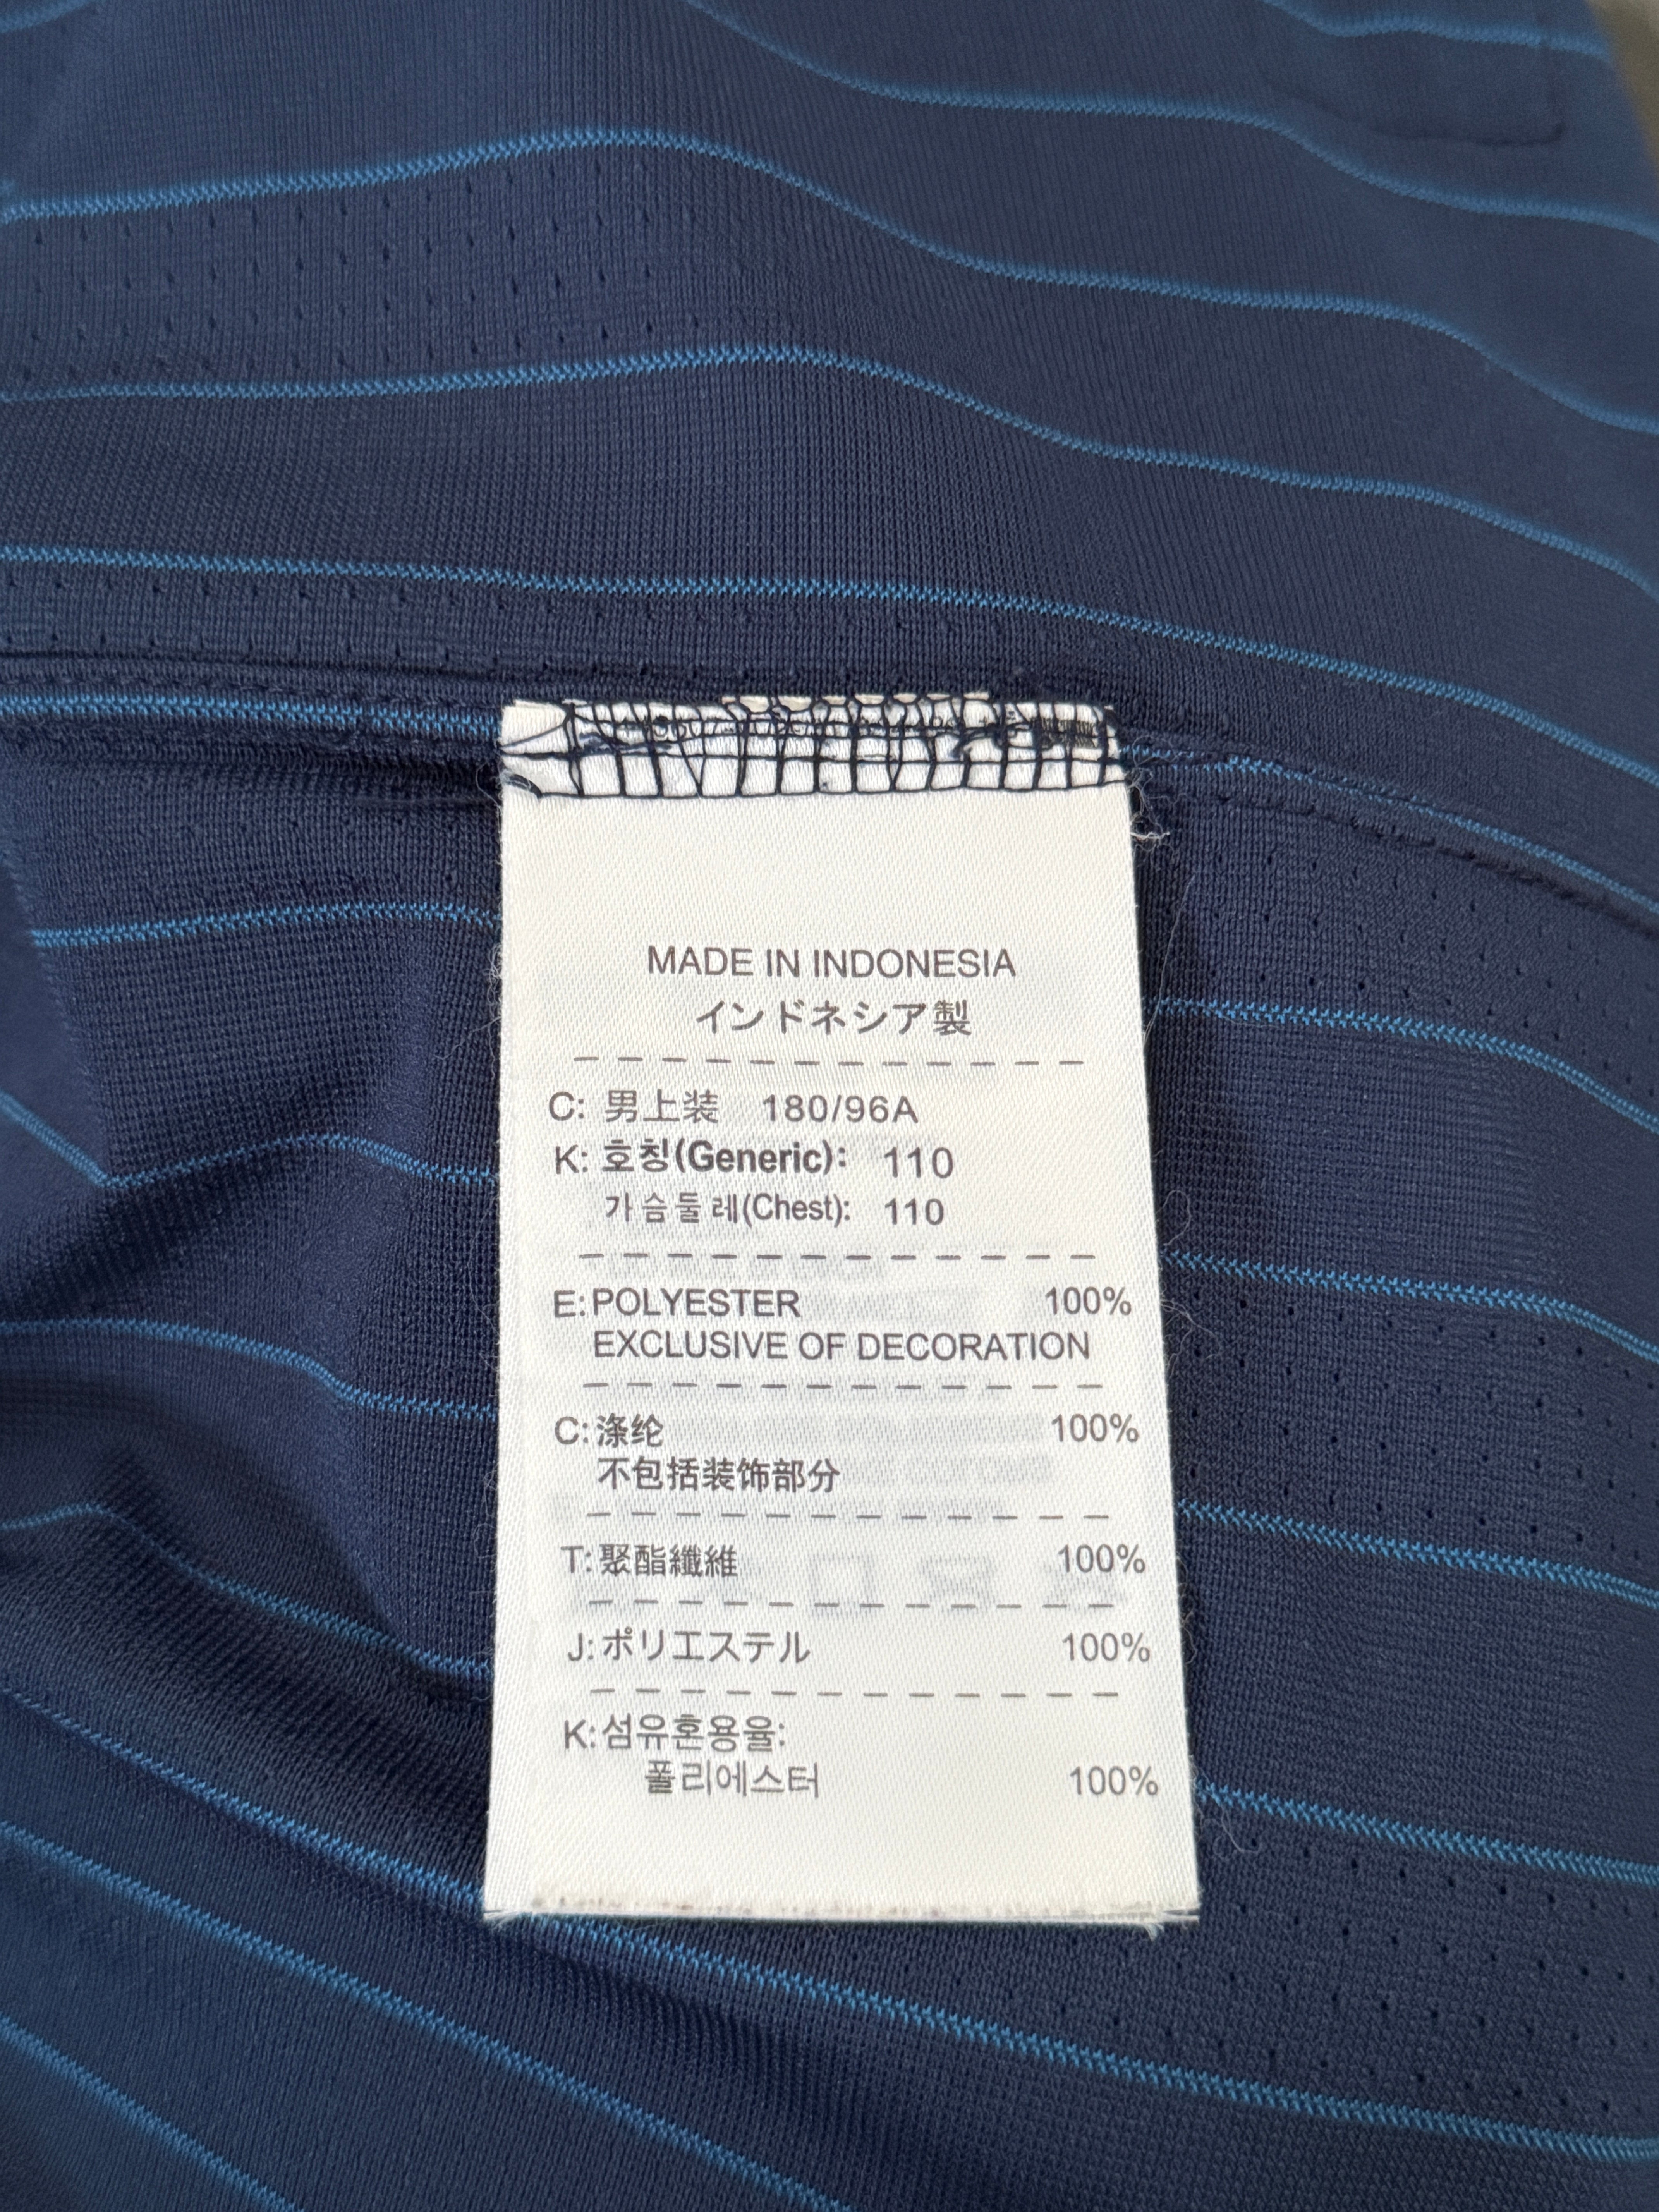 MADE IN INDONESIA
インドネシア製
C: 男上装 180/96A
K: 호칭(Generic): 110
가슴둘레(Chest): 110
E: POLYESTER 100%
EXCLUSIVE OF DECORATION
C: 涤纶 100%
不包括装饰部分
T: 聚酯纖維 100%
J: ポリエステル 100%
K: 섬유혼용율:
폴리에스터 100%